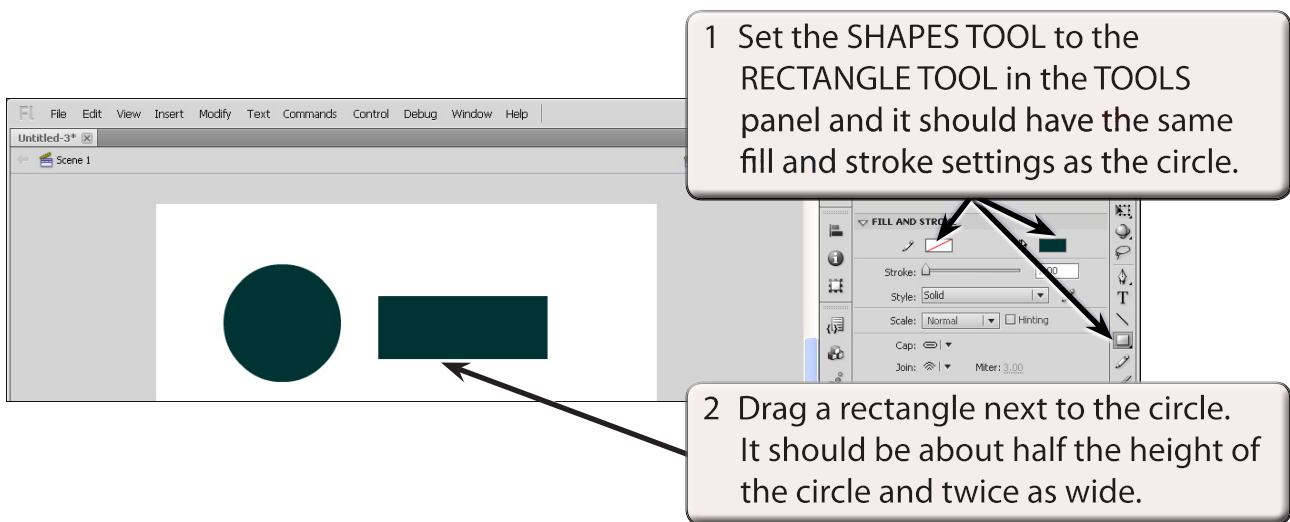 1 Set the SHAPES TOOL to the
RECTANGLE TOOL in the TOOLS
panel and it should have the same
fill and stroke settings as the circle.
Fl File Edit View Insert Modify Text Commands Control Debug Window Help
Untitled-3*
Scene 1
FILL AND
Stroke:
Style: Solid
Scale: Normal Hinting
Cap:
Join: Miter: 3.00
T
2 Drag a rectangle next to the circle.
It should be about half the height of
the circle and twice as wide.